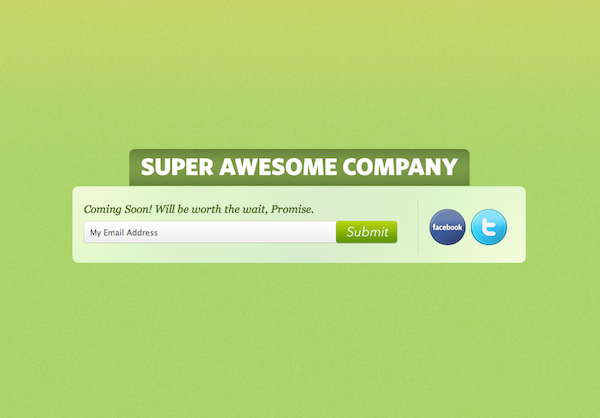 SUPER AWESOME COMPANY
Coming Soon! Will be worth the wait, Promise.
My Email Address
Submit
facebook
t